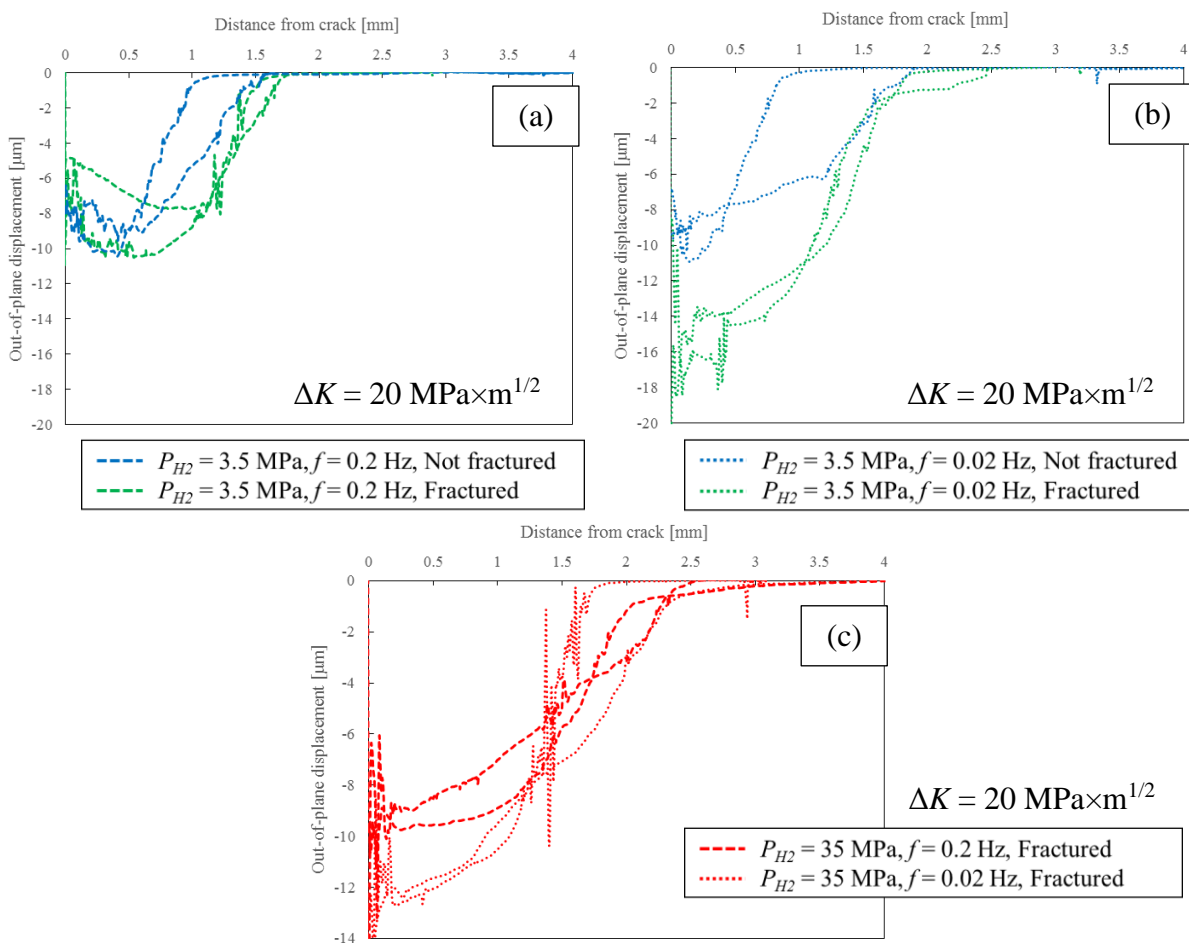 Distance from crack [mm]
0 0.5 1 1.5 2 2.5 3 3.5 4
0
-2
-4
-6
-8
-10
-12
-14
-16
-18
-20
Out-of-plane displacement [µm]
(a)
ΔK = 20 MPa×m^1/2
P_H2 = 3.5 MPa, f = 0.2 Hz, Not fractured
P_H2 = 3.5 MPa, f = 0.2 Hz, Fractured
Distance from crack [mm]
0 0.5 1 1.5 2 2.5 3 3.5 4
0
-2
-4
-6
-8
-10
-12
-14
-16
-18
-20
Out-of-plane displacement [µm]
(b)
ΔK = 20 MPa×m^1/2
P_H2 = 3.5 MPa, f = 0.02 Hz, Not fractured
P_H2 = 3.5 MPa, f = 0.02 Hz, Fractured
Distance from crack [mm]
0 0.5 1 1.5 2 2.5 3 3.5 4
0
-2
-4
-6
-8
-10
-12
-14
Out-of-plane displacement [µm]
(c)
ΔK = 20 MPa×m^1/2
P_H2 = 35 MPa, f = 0.2 Hz, Fractured
P_H2 = 35 MPa, f = 0.02 Hz, Fractured